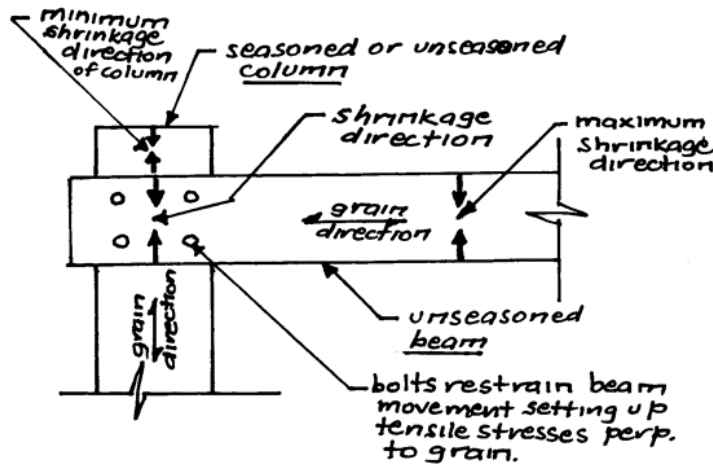 minimum
shrinkage
direction
of column
seasoned or unseasoned
column
shrinkage
direction
maximum
shrinkage
direction
grain
direction
unseasoned
beam
grain
direction
bolts restrain beam
movement setting up
tensile stresses perp.
to grain.